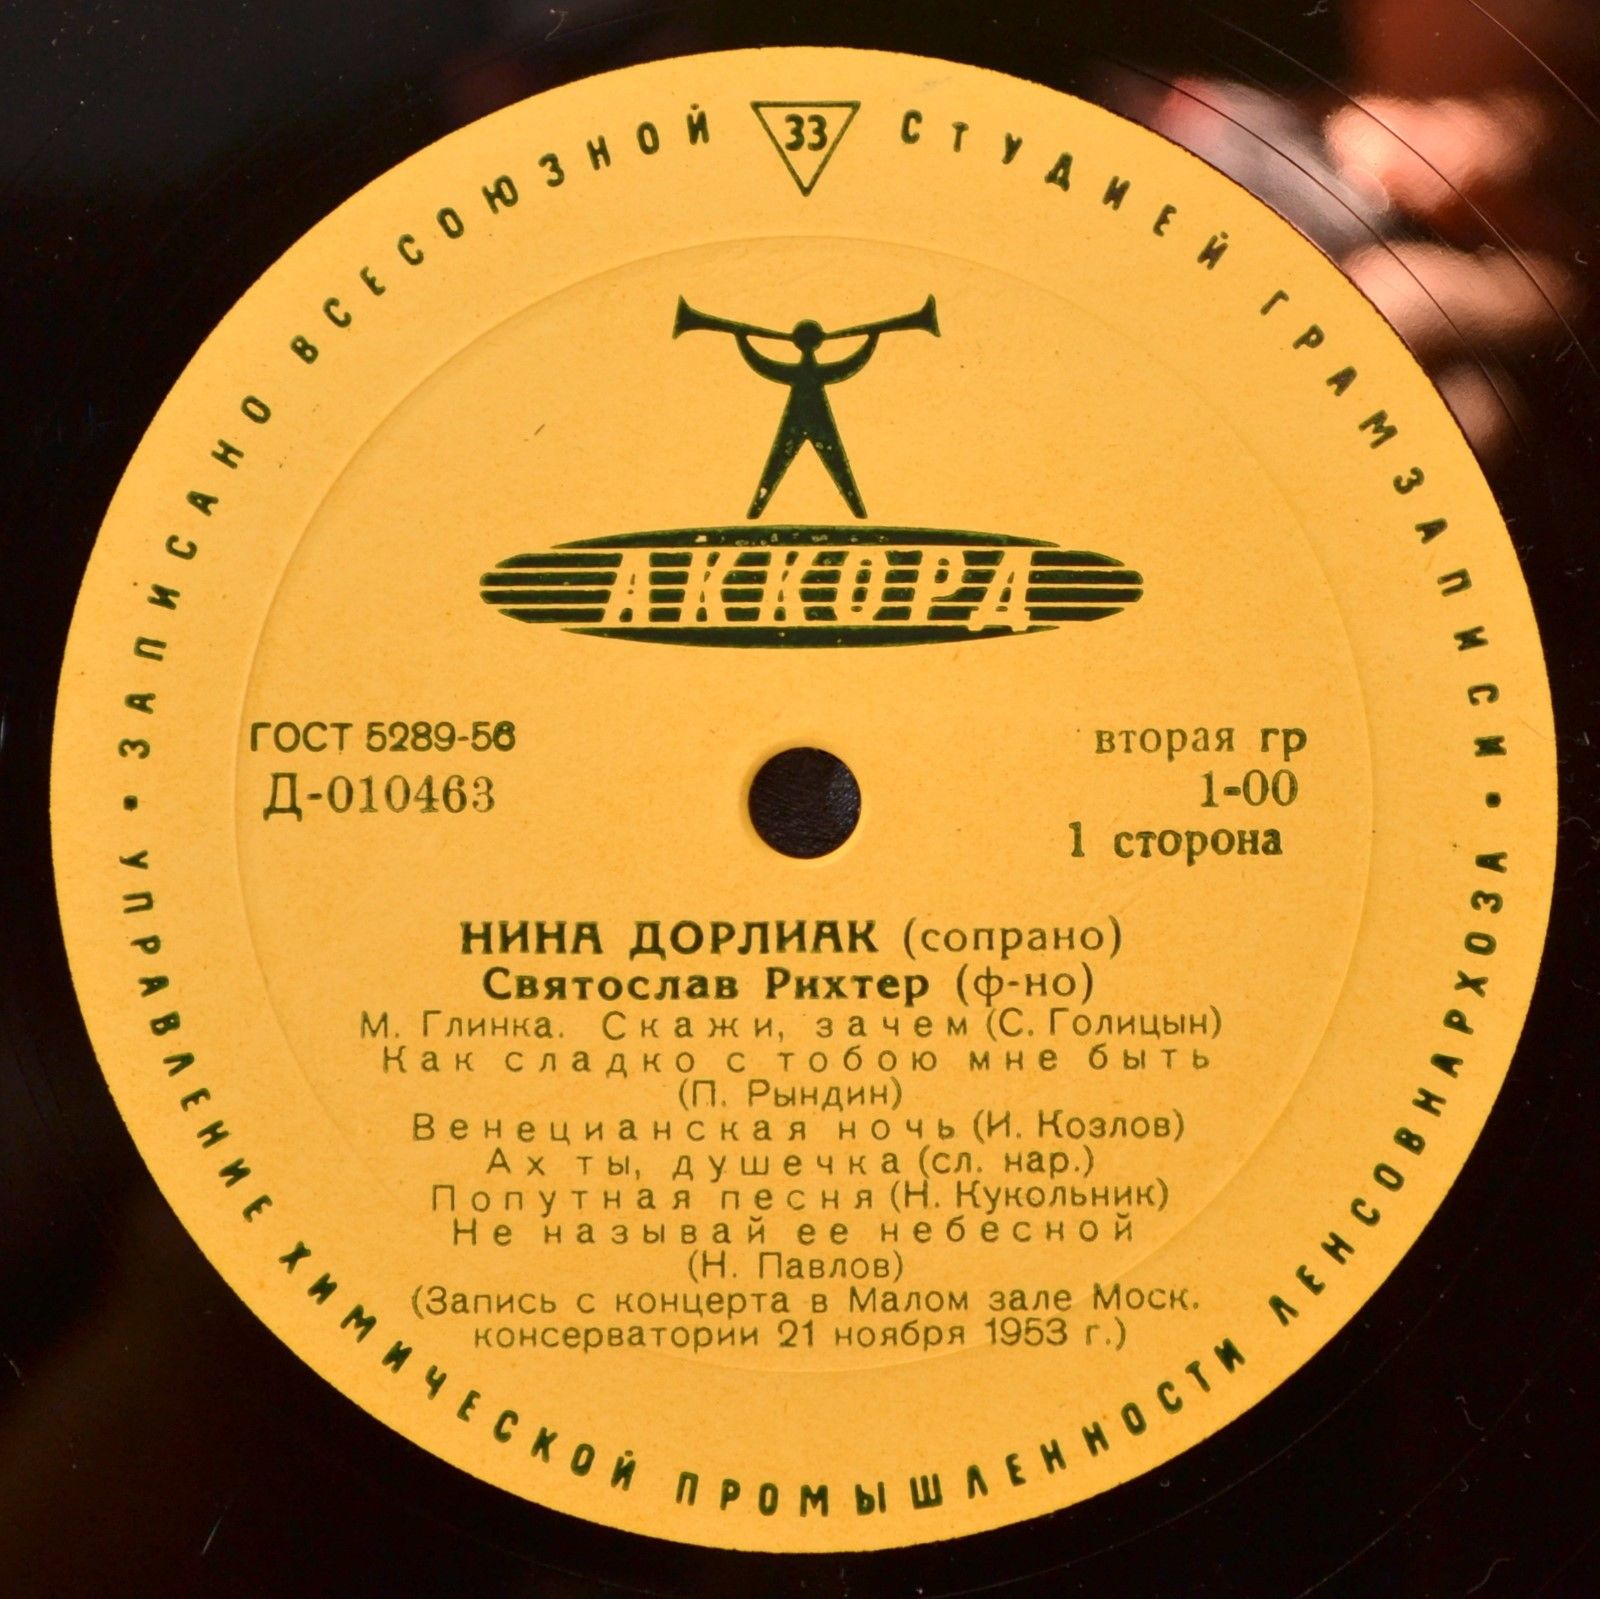 ЗАПИСАНО ВСЕСОЮЗНОЙ СТУДИЕЙ ГРАМЗАПИСИ
33
АККОРД
ГОСТ 5289-56
Д-010463
вторая гр
1-00
1 сторона
НИНА ДОРЛИАК (сопрано)
Святослав Рихтер (ф-но)
М. Глинка. Скажи, зачем (С. Голицын)
Как сладко с тобою мне быть
(П. Рындин)
Венецианская ночь (И. Козлов)
Ах ты, душечка (сл. нар.)
Попутная песня (Н. Кукольник)
Не называй ее небесной
(Н. Павлов)
(Запись с концерта в Малом зале Моск.
консерватории 21 ноября 1953 г.)
УПРАВЛЕНИЕ ХИМИЧЕСКОЙ ПРОМЫШЛЕННОСТИ ЛЕНСОВНАРХОЗА